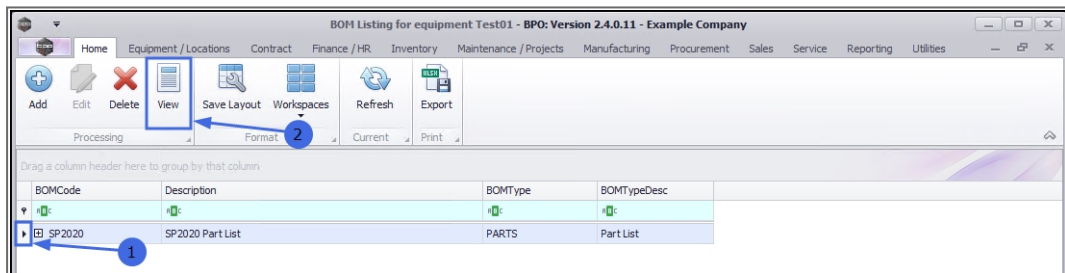 BOM Listing for equipment Test01 - BPO: Version 2.4.0.11 - Example Company
Home Equipment / Locations Contract Finance / HR Inventory Maintenance / Projects Manufacturing Procurement Sales Service Reporting Utilities
Add Edit Delete View Save Layout Workspaces Refresh Export
Processing Format Current Print
2
Drag a column header here to group by that column
BOMCode Description BOMType BOMTypeDesc
SP2020 SP2020 Part List PARTS Part List
1